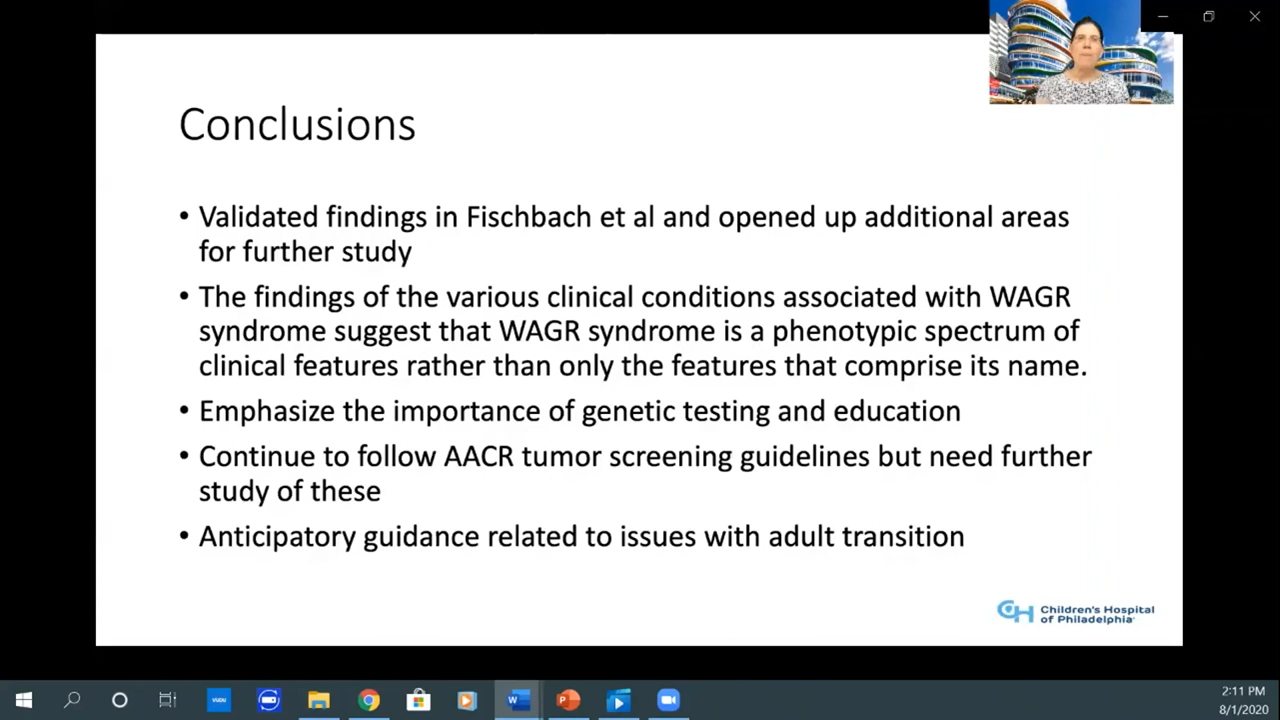 Conclusions
• Validated findings in Fischbach et al and opened up additional areas
for further study
• The findings of the various clinical conditions associated with WAGR
syndrome suggest that WAGR syndrome is a phenotypic spectrum of
clinical features rather than only the features that comprise its name.
• Emphasize the importance of genetic testing and education
• Continue to follow AACR tumor screening guidelines but need further
study of these
• Anticipatory guidance related to issues with adult transition
Children's Hospital
of Philadelphia
VUDU
W
P
2:11 PM
8/1/2020